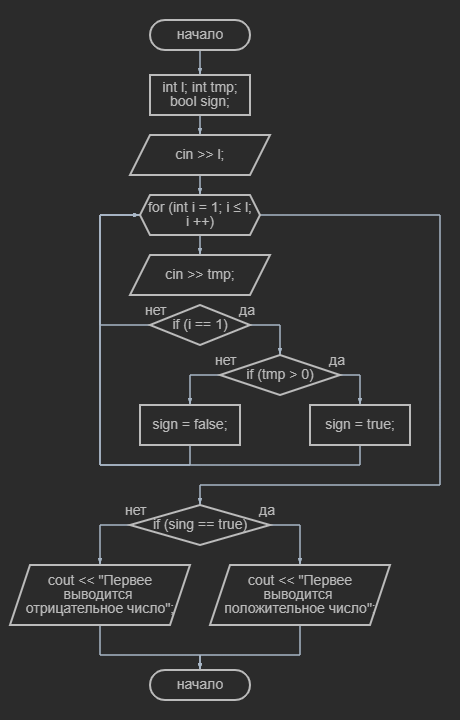 начало
int l; int tmp;
bool sign;
cin >> l;
for (int i = 1; i ≤ l;
i ++)
cin >> tmp;
нет
да
if (i == 1)
нет
да
if (tmp > 0)
sign = false;
sign = true;
нет
да
if (sing == true)
cout << "Первее
выводится
отрицательное число";
cout << "Первее
выводится
положительное число";
начало